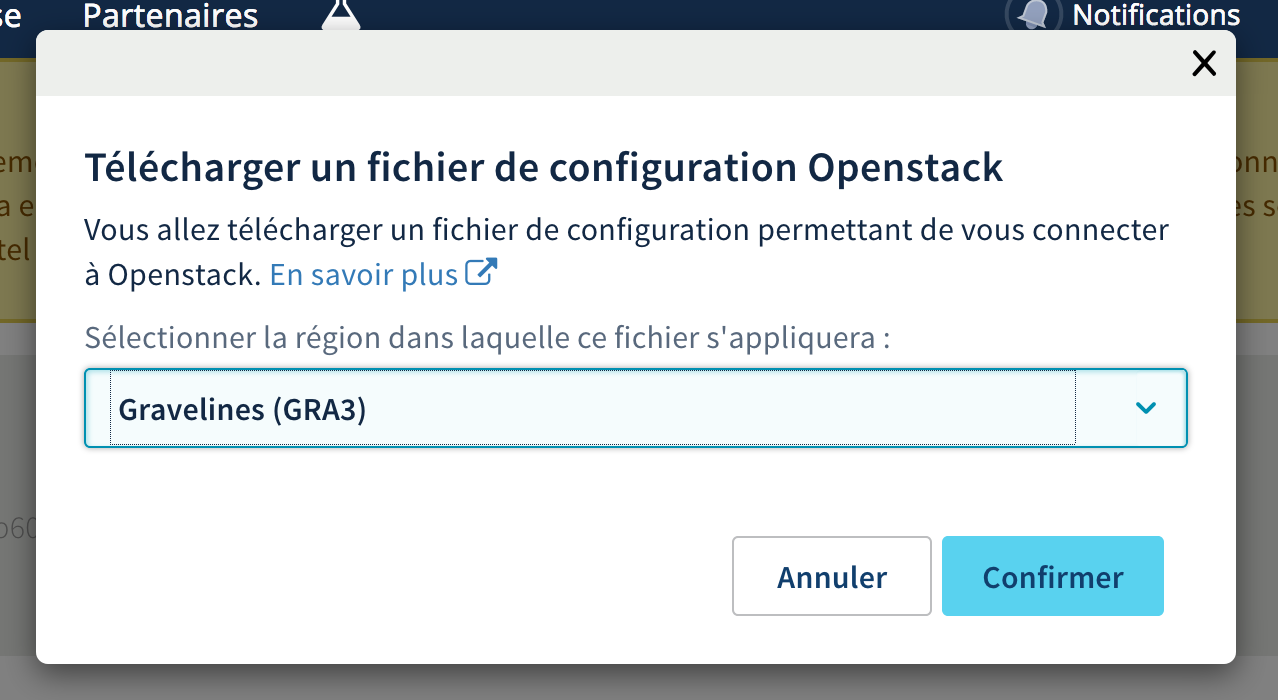 Partenaires
Notifications
Télécharger un fichier de configuration Openstack
Vous allez télécharger un fichier de configuration permettant de vous connecter
à Openstack. En savoir plus
Sélectionner la région dans laquelle ce fichier s'appliquera :
Gravelines (GRA3)
Annuler
Confirmer